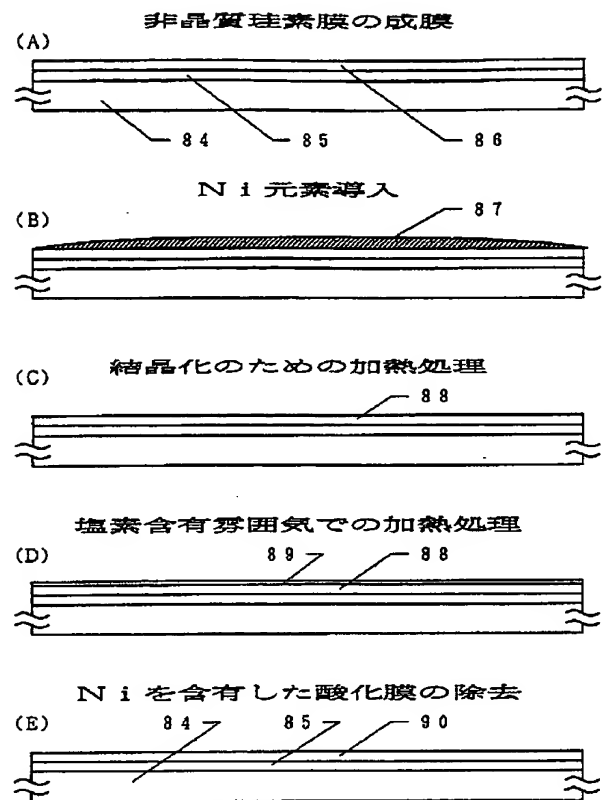 非晶質珪素膜の成膜
(A)
84 85 86
Ni元素導入
87
(B)
結晶化のための加熱処理
(C)
88
塩素含有雰囲気での加熱処理
(D)
89 88
Niを含有した酸化膜の除去
(E)
84 85 90